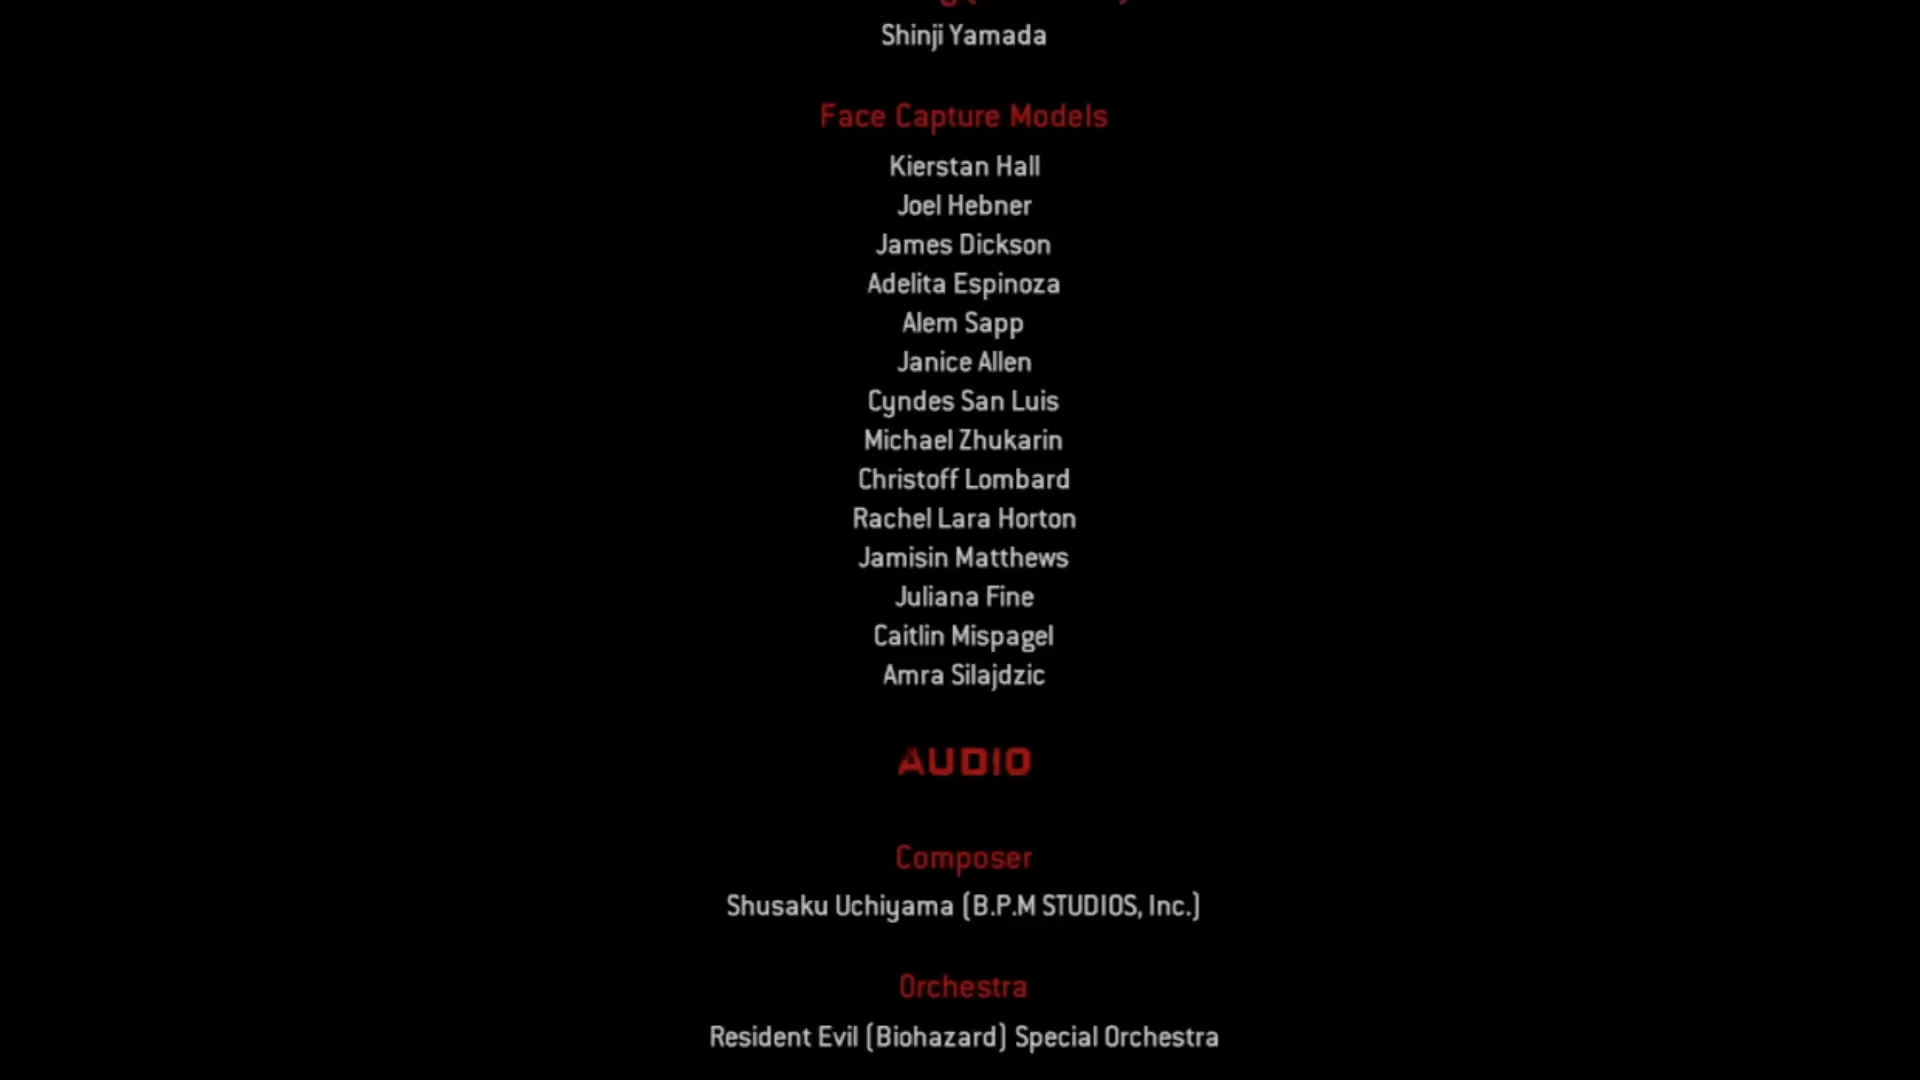 Shinji Yamada
Face Capture Models
Kierstan Hall
Joel Hebner
James Dickson
Adelita Espinoza
Alem Sapp
Janice Allen
Cyndes San Luis
Michael Zhukarin
Christoff Lombard
Rachel Lara Horton
Jamisin Matthews
Juliana Fine
Caitlin Mispagel
Amra Silajdzic
AUDIO
Composer
Shusaku Uchiyama (B.P.M STUDIOS, Inc.)
Orchestra
Resident Evil (Biohazard) Special Orchestra